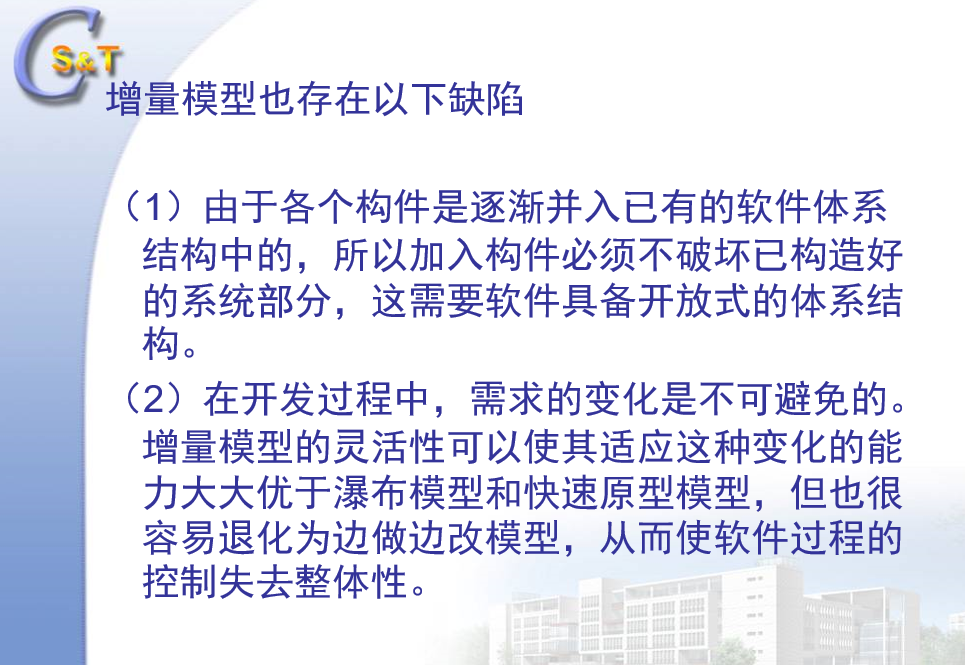 C S&T
增量模型也存在以下缺陷
（1）由于各个构件是逐渐并入已有的软件体系
结构中的，所以加入构件必须不破坏已构造好
的系统部分，这需要软件具备开放式的体系结
构。
（2）在开发过程中，需求的变化是不可避免的。
增量模型的灵活性可以使其适应这种变化的能
力大大优于瀑布模型和快速原型模型，但也很
容易退化为边做边改模型，从而使软件过程的
控制失去整体性。